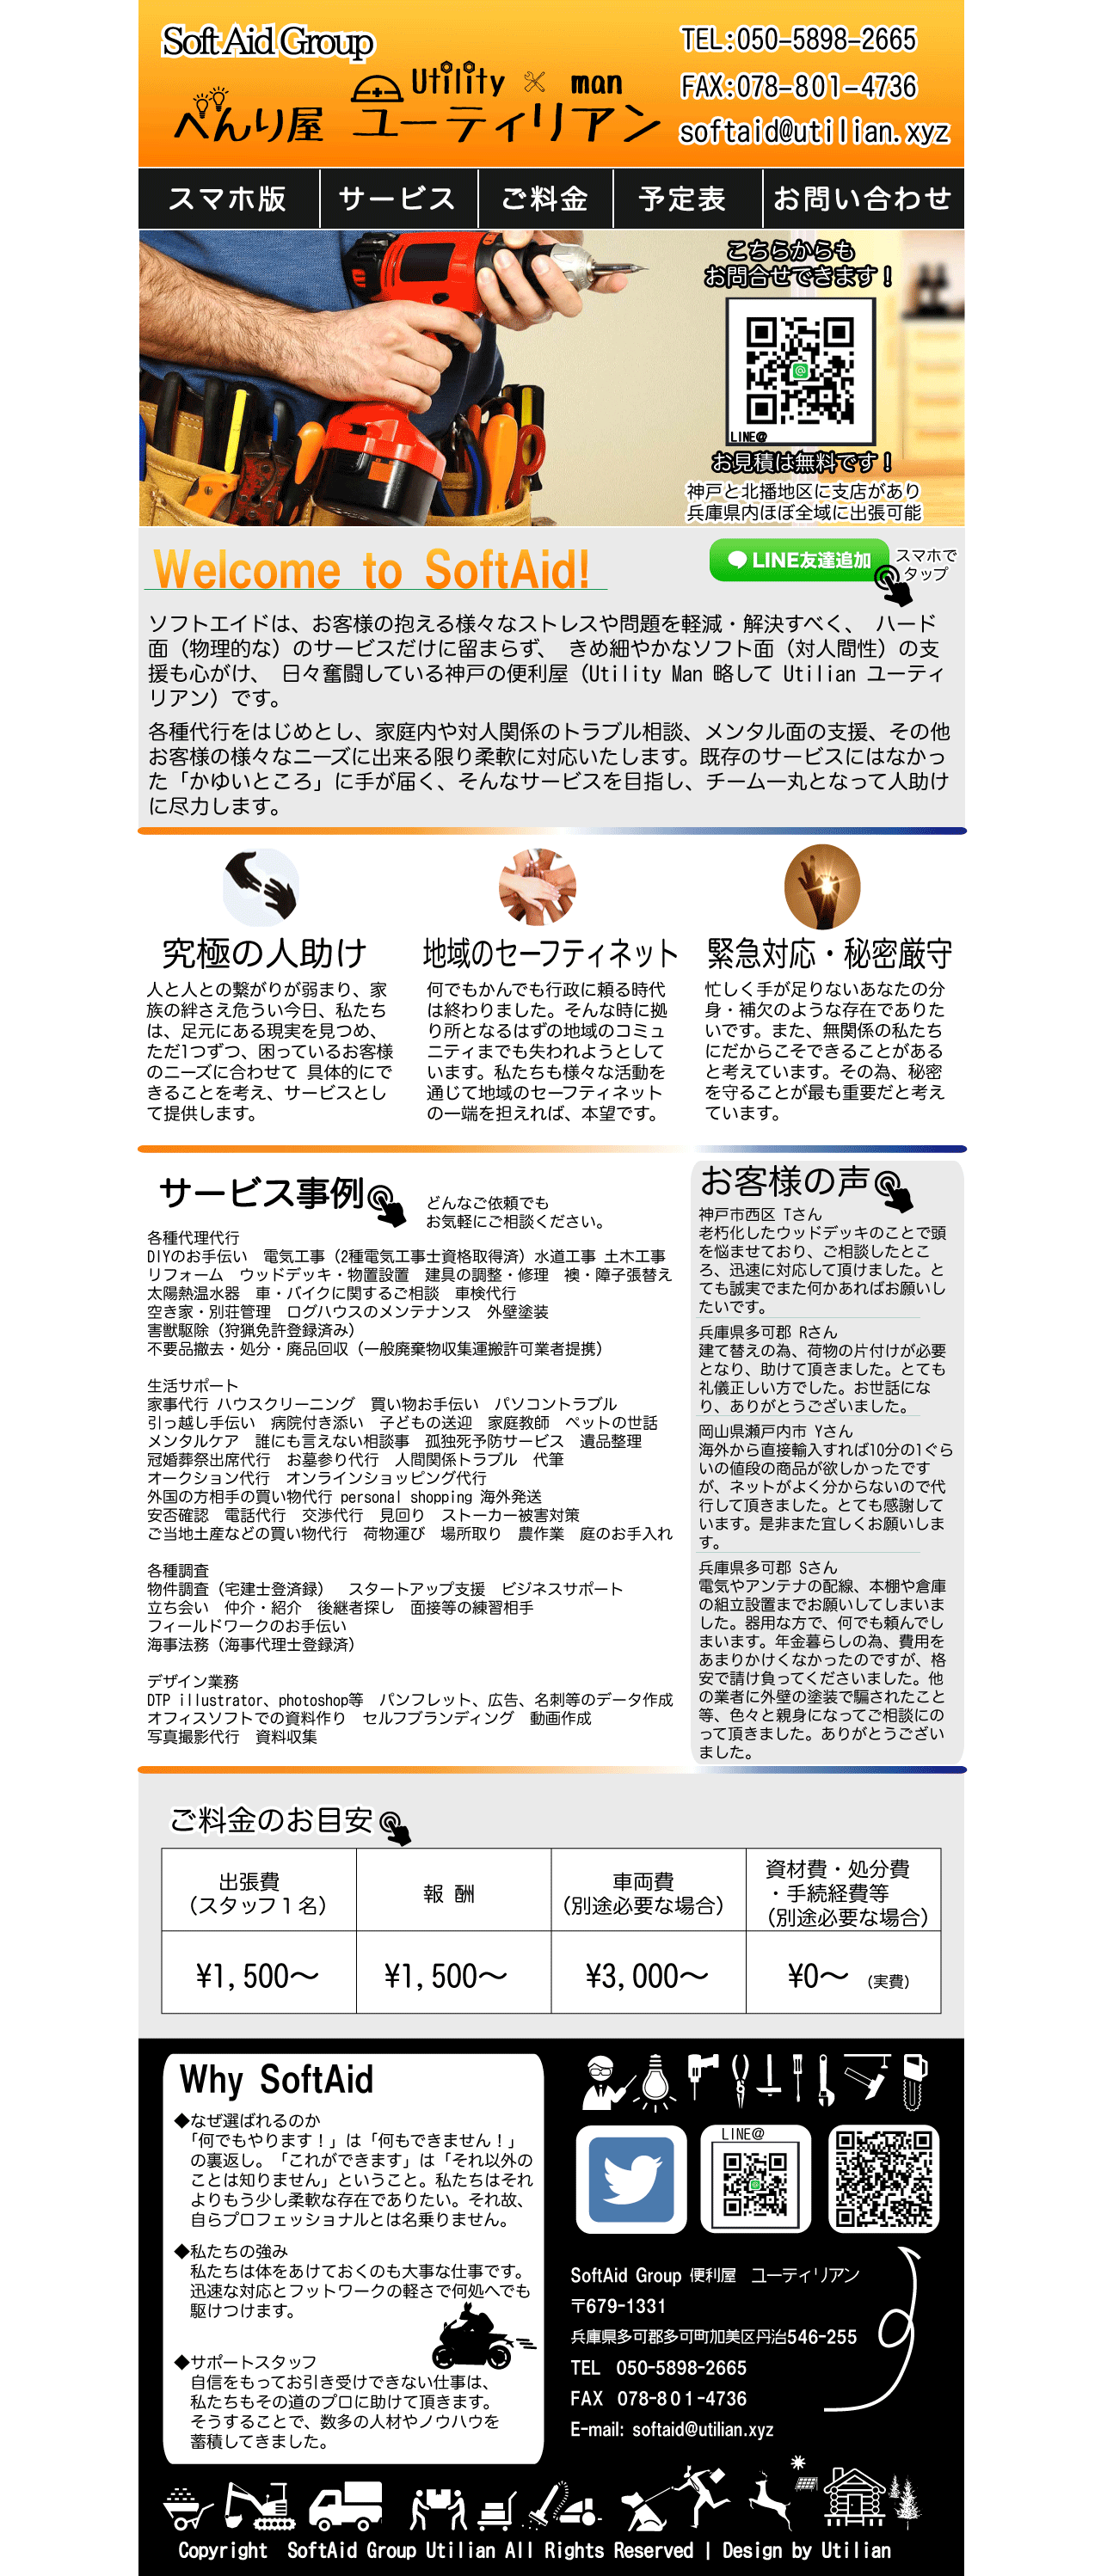 Soft Aid Group
べんり屋
Utility man
ユーティリアン
TEL:050-5898-2665
FAX:078-801-4736
softaid@utilian.xyz
スマホ版 サービス ご料金 予定表 お問い合わせ
こちらからも
お問合せできます！
LINE@
お見積は無料です！
神戸と北播地区に支店があり
兵庫県内ほぼ全域に出張可能
Welcome to SoftAid!
LINE友達追加
スマホで
タップ
ソフトエイドは、お客様の抱える様々なストレスや問題を軽減・解決すべく、 ハード
面（物理的な）のサービスだけに留まらず、 きめ細やかなソフト面（対人間性）の支
援も心がけ、 日々奮闘している神戸の便利屋（Utility Man 略して Utilian ユーティ
リアン）です。
各種代行をはじめとし、家庭内や対人関係のトラブル相談、メンタル面の支援、その他
お客様の様々なニーズに出来る限り柔軟に対応いたします。既存のサービスにはなかっ
た「かゆいところ」に手が届く、そんなサービスを目指し、チーム一丸となって人助け
に尽力します。
究極の人助け
人と人との繋がりが弱まり、家
族の絆さえ危うい今日、私たち
は、足元にある現実を見つめ、
ただ1つずつ、困っているお客様
のニーズに合わせて 具体的にで
きることを考え、サービスとし
て提供します。
地域のセーフティネット
何でもかんでも行政に頼る時代
は終わりました。そんな時に拠
り所となるはずの地域のコミュ
ニティまでも失われようとして
います。私たちも様々な活動を
通じて地域のセーフティネット
の一端を担えれば、本望です。
緊急対応・秘密厳守
忙しく手が足りないあなたの分
身・補欠のような存在でありた
いです。また、無関係の私たち
にだからこそできることがある
と考えています。その為、秘密
を守ることが最も重要だと考え
ています。
サービス事例
どんなご依頼でも
お気軽にご相談ください。
各種代理代行
DIYのお手伝い　電気工事（2種電気工事士資格取得済）水道工事 土木工事
リフォーム　ウッドデッキ・物置設置　建具の調整・修理　襖・障子張替え
太陽熱温水器　車・バイクに関するご相談　車検代行
空き家・別荘管理　ログハウスのメンテナンス　外壁塗装
害獣駆除（狩猟免許登録済み）
不要品撤去・処分・廃品回収（一般廃棄物収集運搬許可業者提携）
生活サポート
家事代行 ハウスクリーニング　買い物お手伝い　パソコントラブル
引っ越し手伝い　病院付き添い　子どもの送迎　家庭教師　ペットの世話
メンタルケア　誰にも言えない相談事　孤独死予防サービス　遺品整理
冠婚葬祭出席代行　お墓参り代行　人間関係トラブル　代筆
オークション代行　オンラインショッピング代行
外国の方相手の買い物代行 personal shopping 海外発送
安否確認　電話代行　交渉代行　見回り　ストーカー被害対策
ご当地土産などの買い物代行　荷物運び　場所取り　農作業　庭のお手入れ
各種調査
物件調査（宅建士登済録）　スタートアップ支援　ビジネスサポート
立ち会い　仲介・紹介　後継者探し　面接等の練習相手
フィールドワークのお手伝い
海事法務（海事代理士登録済）
デザイン業務
DTP illustrator、photoshop等　パンフレット、広告、名刺等のデータ作成
オフィスソフトでの資料作り　セルフブランディング　動画作成
写真撮影代行　資料収集
お客様の声
神戸市西区 Tさん
老朽化したウッドデッキのことで頭
を悩ませており、ご相談したとこ
ろ、迅速に対応して頂けました。と
ても誠実でまた何かあればお願いし
たいです。
兵庫県多可郡 Rさん
建て替えの為、荷物の片付けが必要
となり、助けて頂きました。とても
礼儀正しい方でした。お世話にな
り、ありがとうございました。
岡山県瀬戸内市 Yさん
海外から直接輸入すれば10分の1ぐら
いの値段の商品が欲しかったです
が、ネットがよく分からないので代
行して頂きました。とても感謝して
います。是非また宜しくお願いしま
す。
兵庫県多可郡 Sさん
電気やアンテナの配線、本棚や倉庫
の組立設置までお願いしてしまいま
した。器用な方で、何でも頼んでし
まいます。年金暮らしの為、費用を
あまりかけくなかったのですが、格
安で請け負ってくださいました。他
の業者に外壁の塗装で騙されたこと
等、色々と親身になってご相談にの
って頂きました。ありがとうござい
ました。
ご料金のお目安
出張費
（スタッフ１名）
報 酬
車両費
（別途必要な場合）
資材費・処分費
・手続経費等
（別途必要な場合）
¥1,500〜 ¥1,500〜 ¥3,000〜 ¥0〜 （実費）
Why SoftAid
◆なぜ選ばれるのか
「何でもやります！」は「何もできません！」
の裏返し。「これができます」は「それ以外の
ことは知りません」ということ。私たちはそれ
よりもう少し柔軟な存在でありたい。それ故、
自らプロフェッショナルとは名乗りません。
◆私たちの強み
私たちは体をあけておくのも大事な仕事です。
迅速な対応とフットワークの軽さで何処へでも
駆けつけます。
◆サポートスタッフ
自信をもってお引き受けできない仕事は、
私たちもその道のプロに助けて頂きます。
そうすることで、数多の人材やノウハウを
蓄積してきました。
LINE@
SoftAid Group 便利屋　ユーティリアン
〒679-1331
兵庫県多可郡多可町加美区丹治546-255
TEL 050-5898-2665
FAX 078-801-4736
E-mail: softaid@utilian.xyz
Copyright SoftAid Group Utilian All Rights Reserved | Design by Utilian